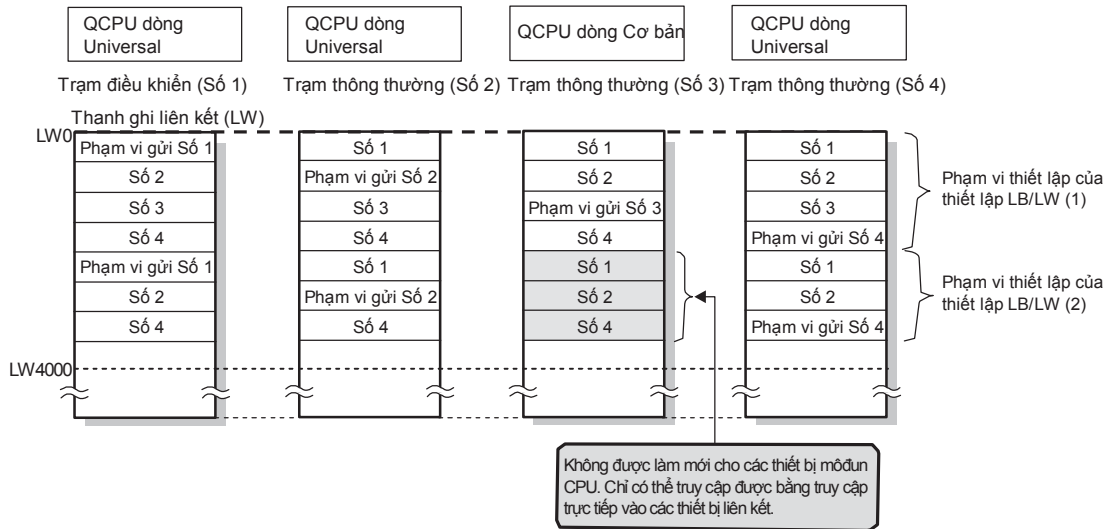 QCPU dòng
Universal
QCPU dòng
Universal
QCPU dòng Cơ bản
QCPU dòng
Universal
Trạm điều khiển (Số 1)
Trạm thông thường (Số 2)
Trạm thông thường (Số 3)
Trạm thông thường (Số 4)
Thanh ghi liên kết (LW)
LW0
Phạm vi gửi Số 1
Số 2
Số 3
Số 4
Phạm vi gửi Số 1
Số 2
Số 4
LW4000
Số 1
Phạm vi gửi Số 2
Số 3
Số 4
Số 1
Phạm vi gửi Số 2
Số 4
Số 1
Số 2
Phạm vi gửi Số 3
Số 4
Số 1
Số 2
Số 4
Số 1
Số 2
Số 3
Phạm vi gửi Số 4
Số 1
Số 2
Phạm vi gửi Số 4
Phạm vi thiết lập của
thiết lập LB/LW (1)
Phạm vi thiết lập của
thiết lập LB/LW (2)
Không được làm mới cho các thiết bị môđun
CPU. Chỉ có thể truy cập được bằng truy cập
trực tiếp vào các thiết bị liên kết.